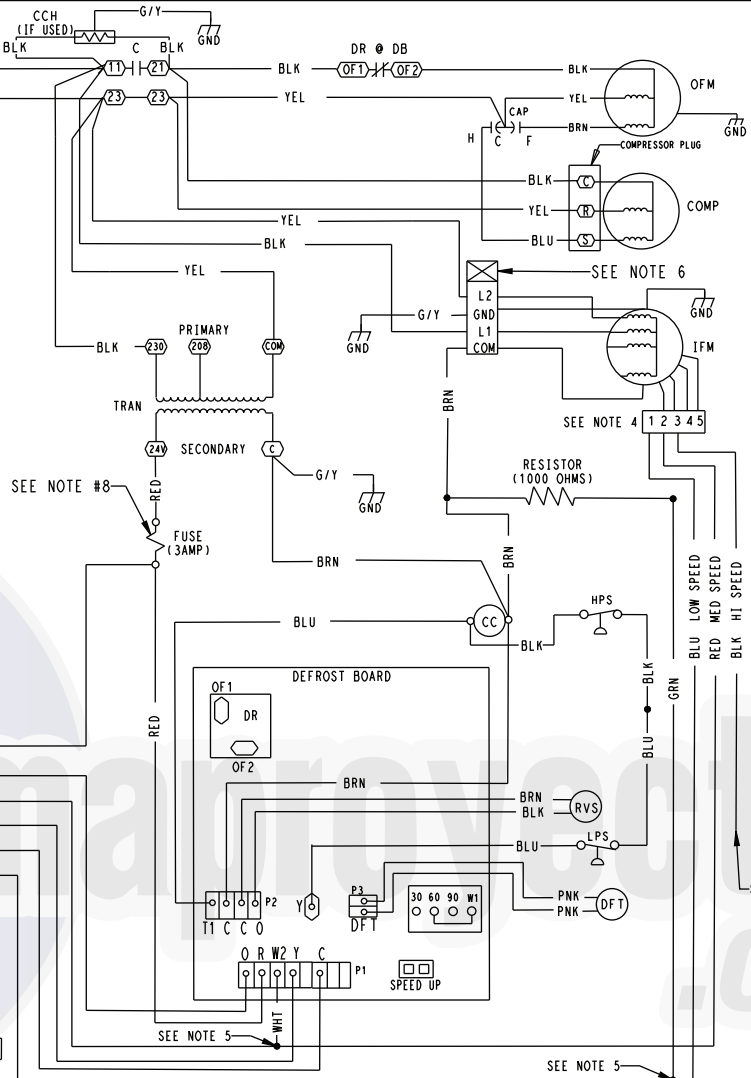 CCH
(IF USED)
G/Y
GND
BLK
C
BLK
11
21
BLK
DR @ DB
OF1
OF2
BLK
OFM
23
23
YEL
YEL
CAP
H
C
F
BRN
GND
COMPRESSOR PLUG
BLK
C
YEL
R
COMP
YEL
BLU
S
BLK
YEL
SEE NOTE 6
L2
G/Y
GND
GND
L1
GND
COM
IFM
PRIMARY
BLK
230
208
COM
TRAN
BRN
SEE NOTE 4
1 2 3 4 5
24V
SECONDARY
C
G/Y
GND
RESISTOR
(1000 OHMS)
SEE NOTE #8
RED
FUSE
(3AMP)
BRN
BRN
BLU LOW SPEED
RED MED SPEED
BLK HI SPEED
HPS
BLU
CC
BLK
BLK
GRN
DEFROST BOARD
OF1
DR
OF2
RED
BLU
BRN
BRN
BLK
RVS
BLU
LPS
P2
T1 C C O
Y
P3
DFT
30 60 90 W1
PNK
PNK
DFT
O R W2 Y C
P1
SPEED UP
WHT
SEE NOTE 5
SEE NOTE 5
maproyect
.c